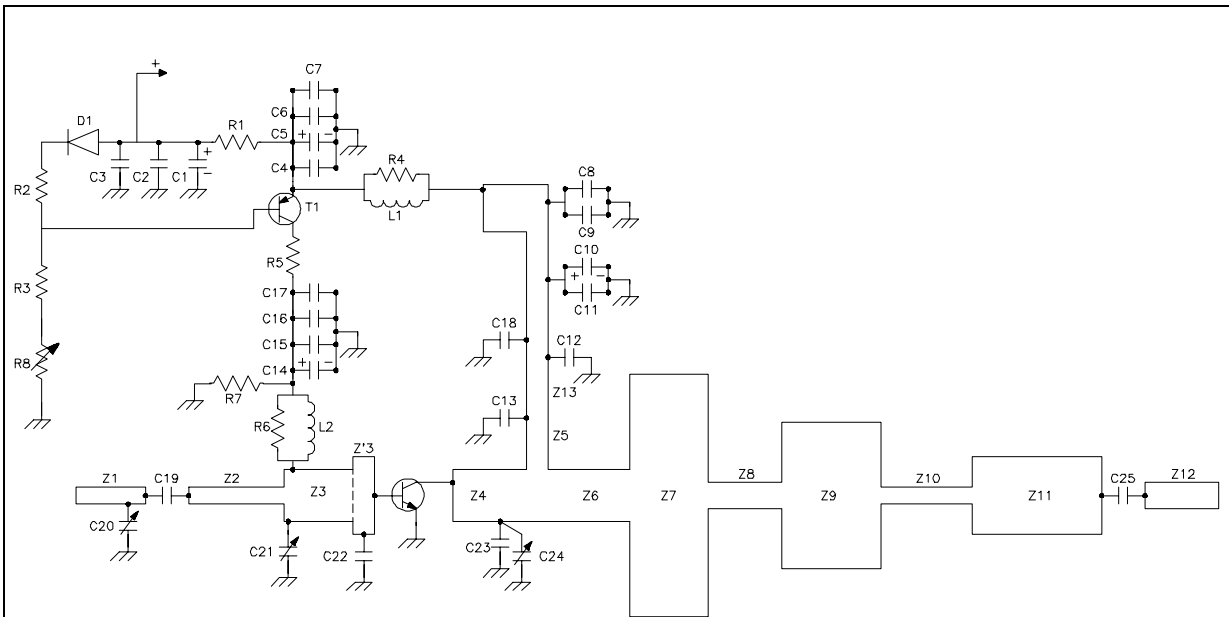 C7
+
C6
D1
R1
C5
+ −
R4
C8
C3
C2
C1
+
−
C4
R2
T1
L1
C9
R5
C10
+ −
R3
C17
C11
C16
C18
C12
R8
C15
C14
+ −
Z13
R7
C13
R6
L2
Z5
Z'3
Z1
C19
Z2
Z3
Z4
Z6
Z7
Z8
Z9
Z10
Z11
C25
Z12
C20
C21
C22
C23
C24